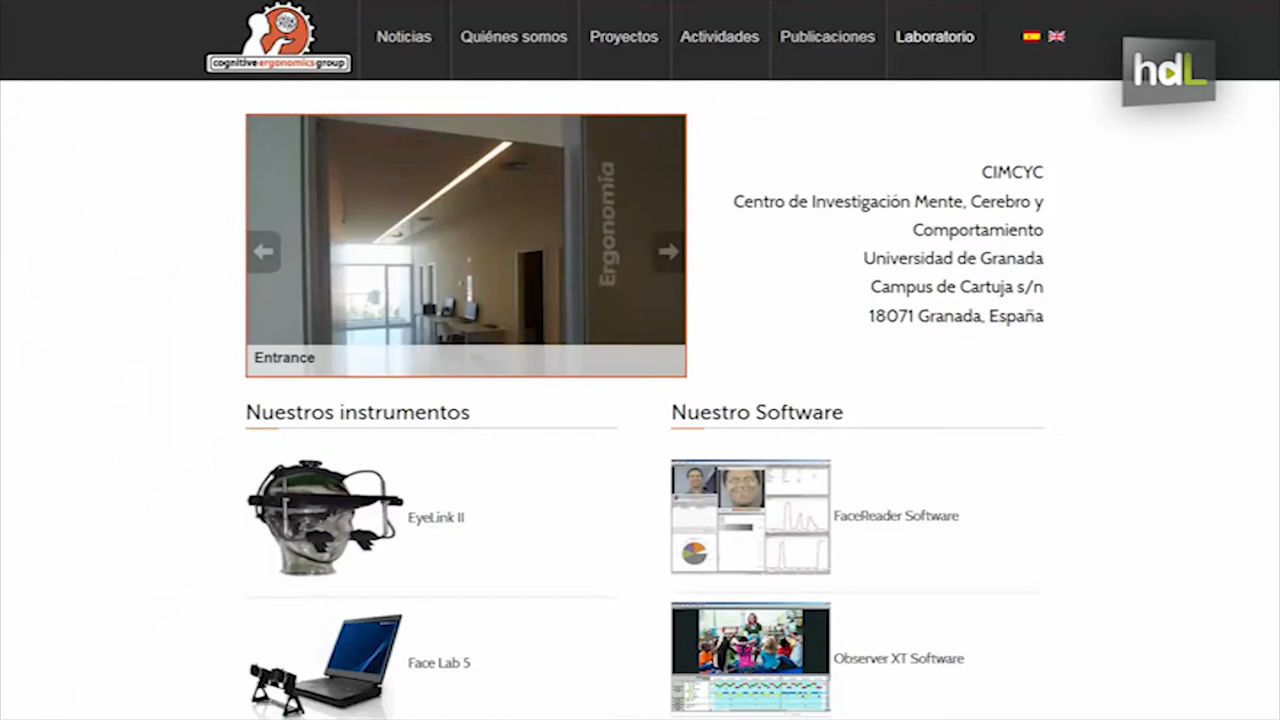 Noticias
Quiénes somos
Proyectos
Actividades
Publicaciones
Laboratorio
cognitive ergonomics group
hdL
Ergonomía
Entrance
CIMCYC
Centro de Investigación Mente, Cerebro y
Comportamiento
Universidad de Granada
Campus de Cartuja s/n
18071 Granada, España
Nuestros instrumentos
Nuestro Software
EyeLink II
FaceReader Software
Face Lab 5
Observer XT Software